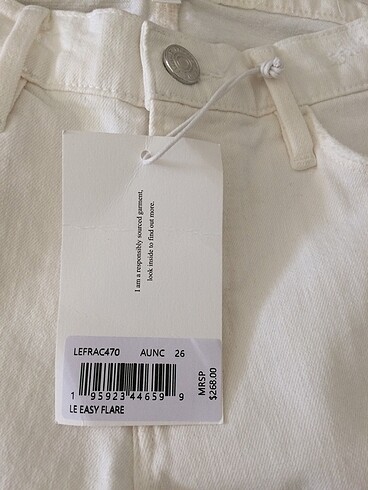 I am a responsibly sourced garment,
look inside to find out more.
LEFRAC470 AUNC 26
1 95923 44659 9
LE EASY FLARE
MRSP
$268.00